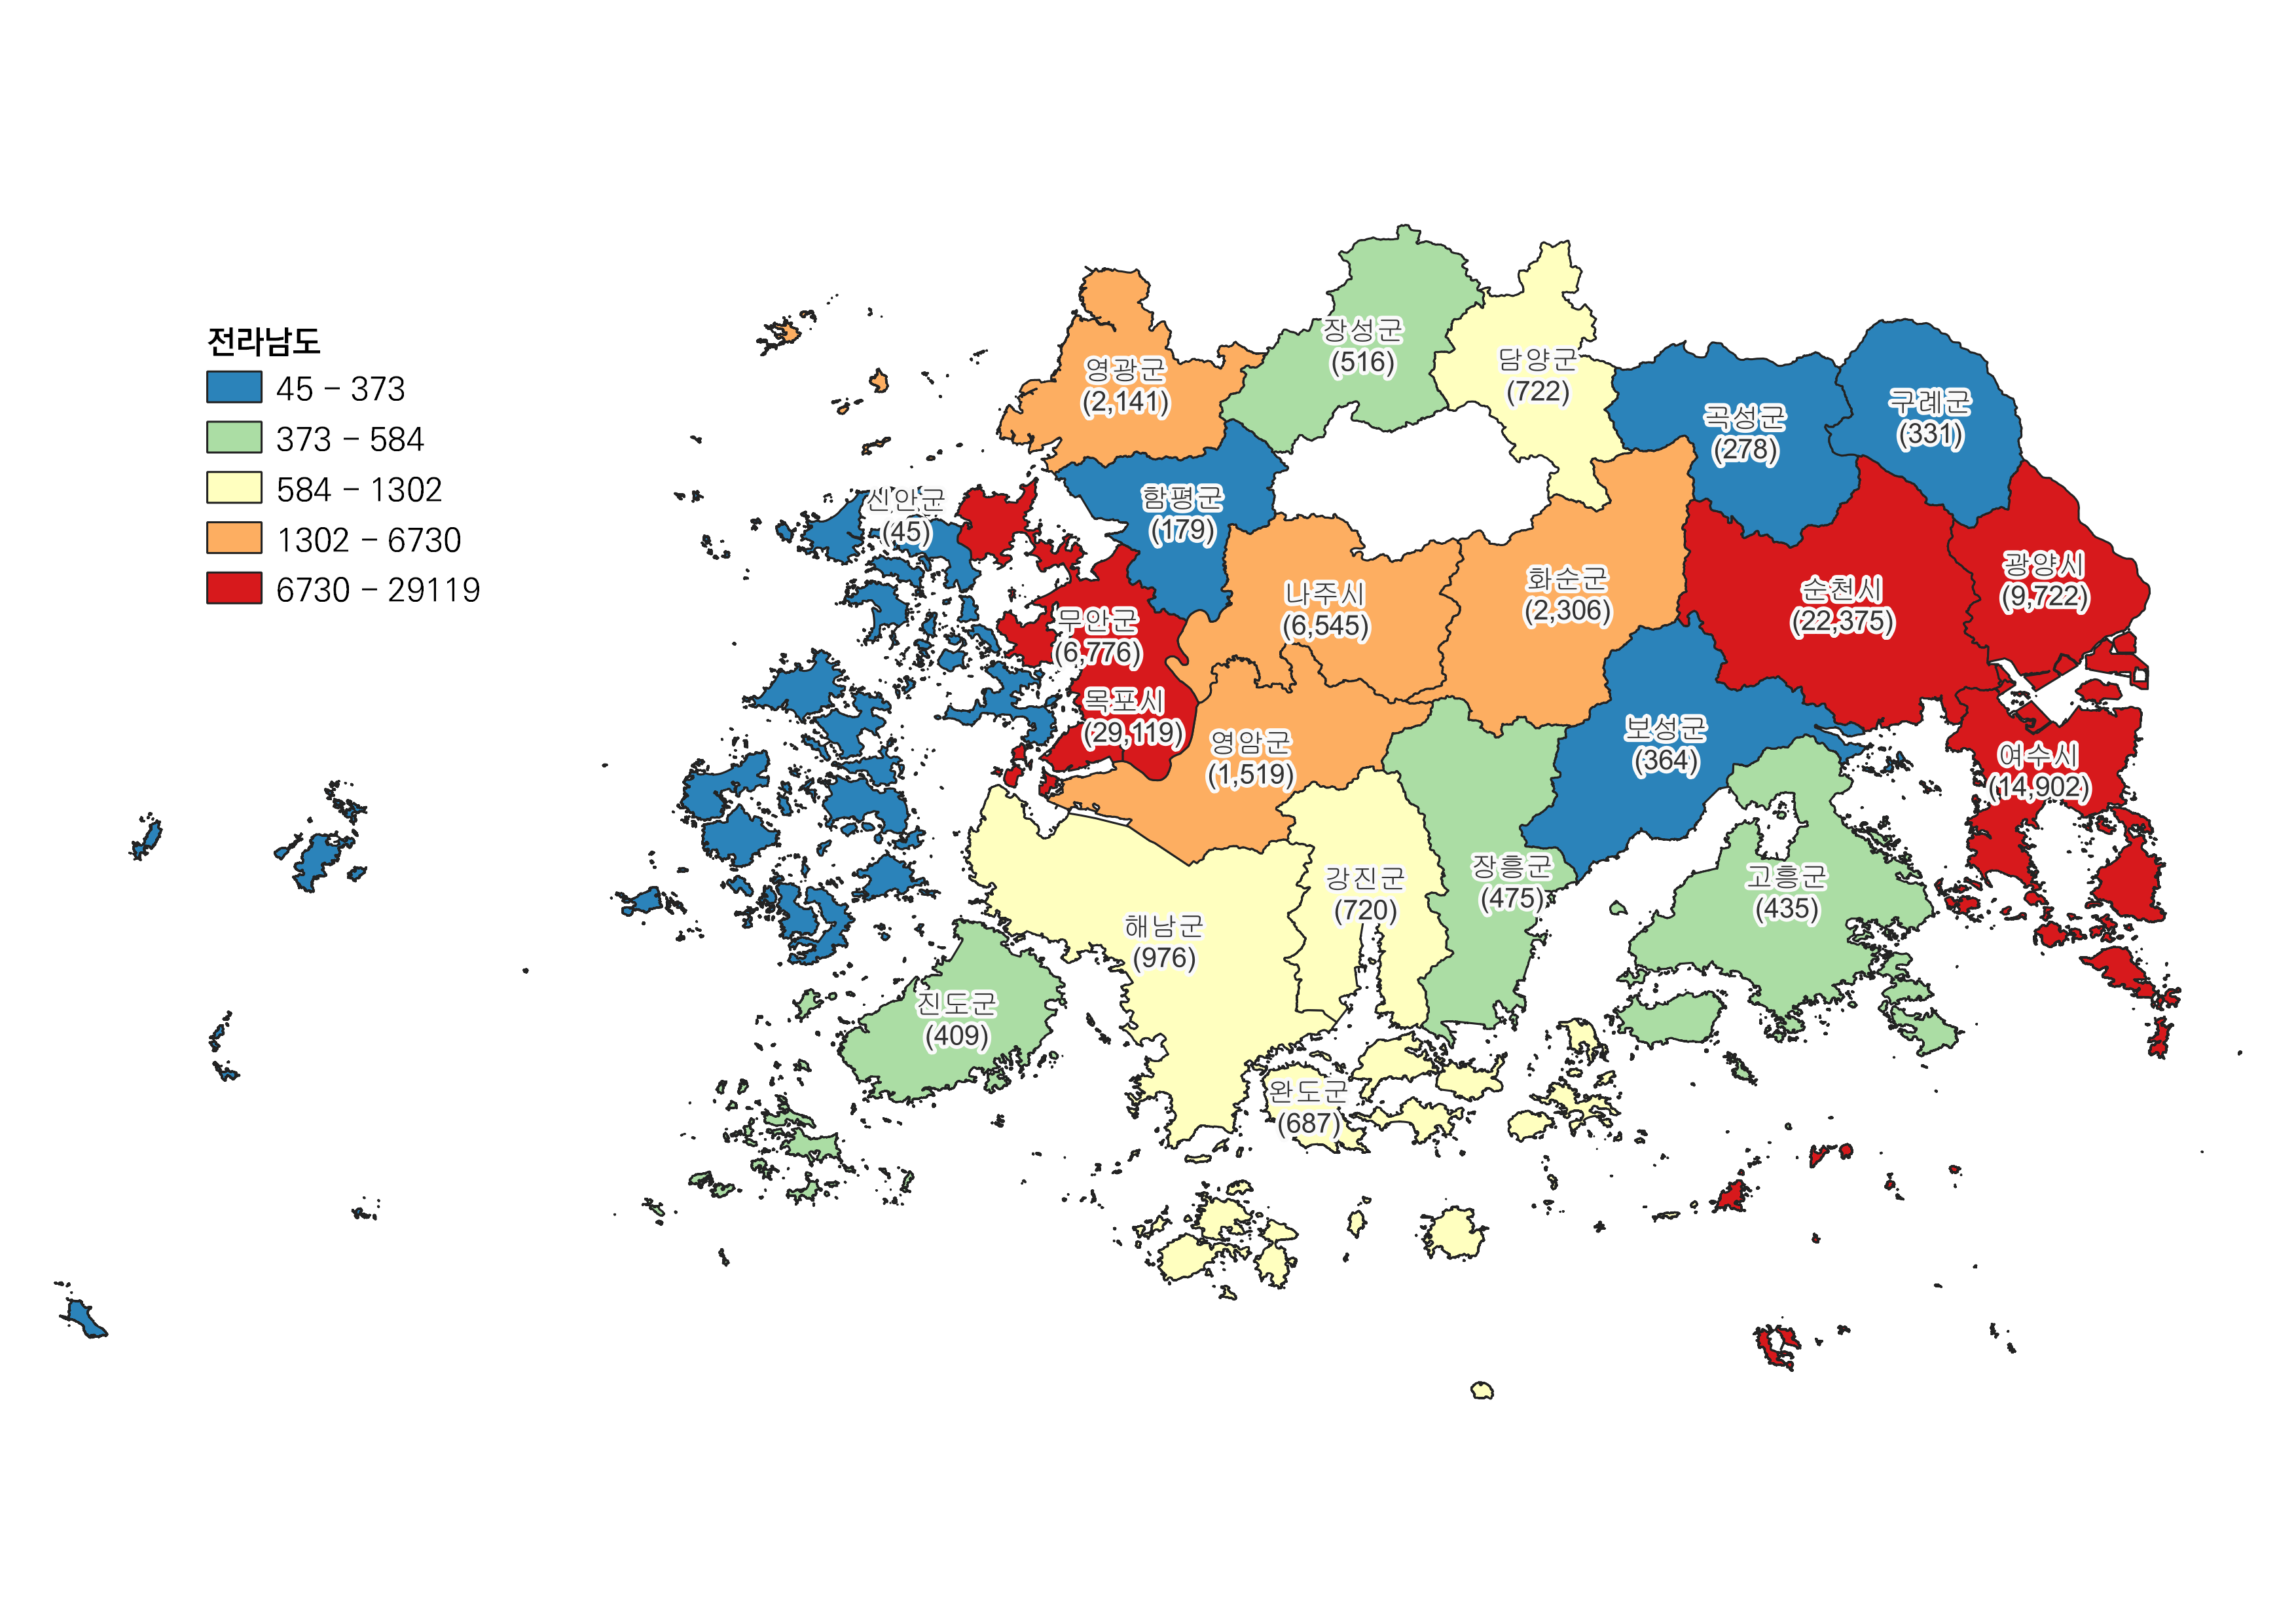 전라남도
45 – 373
373 – 584
584 – 1302
1302 – 6730
6730 – 29119
장성군
(516)
담양군
(722)
영광군
(2,141)
구례군
(331)
곡성군
(278)
함평군
(179)
신안군
(45)
광양시
(9,722)
화순군
(2,306)
순천시
(22,375)
나주시
(6,545)
무안군
(6,776)
목포시
(29,119)
보성군
(364)
영암군
(1,519)
여수시
(14,902)
장흥군
(475)
강진군
(720)
고흥군
(435)
해남군
(976)
진도군
(409)
완도군
(687)